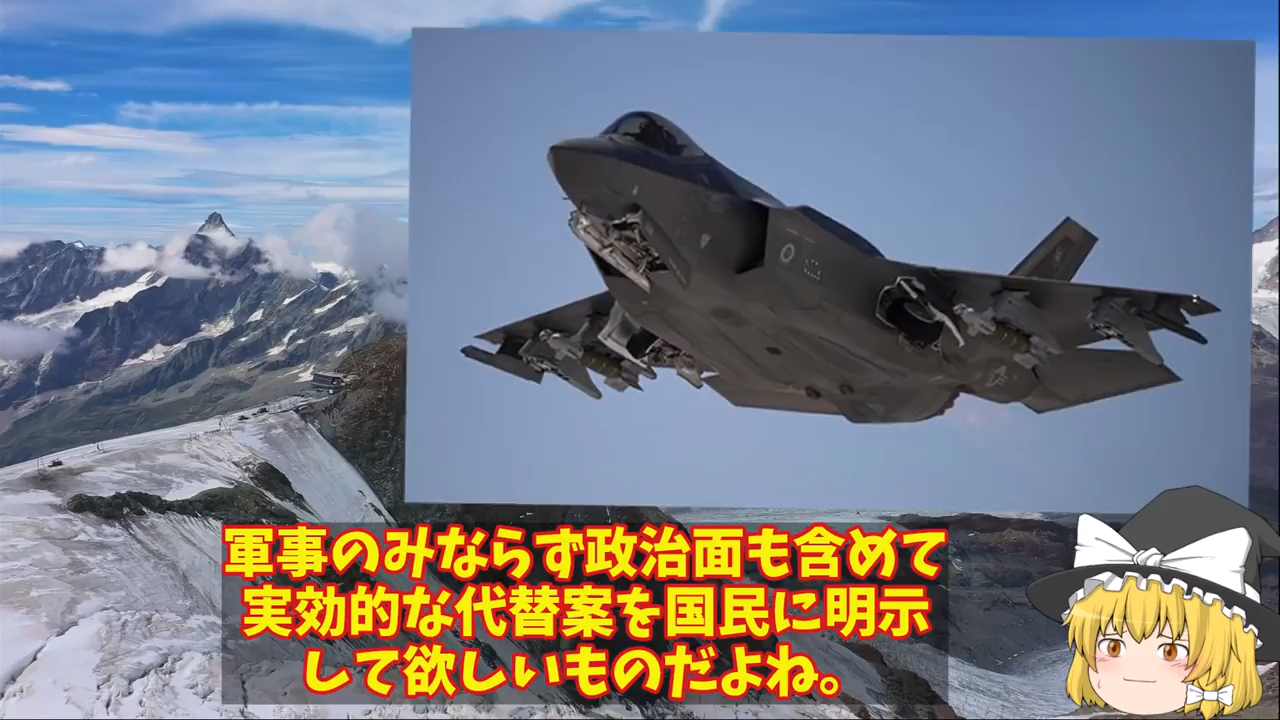 軍事のみならず政治面も含めて
実効的な代替案を国民に明示
して欲しいものだよね。